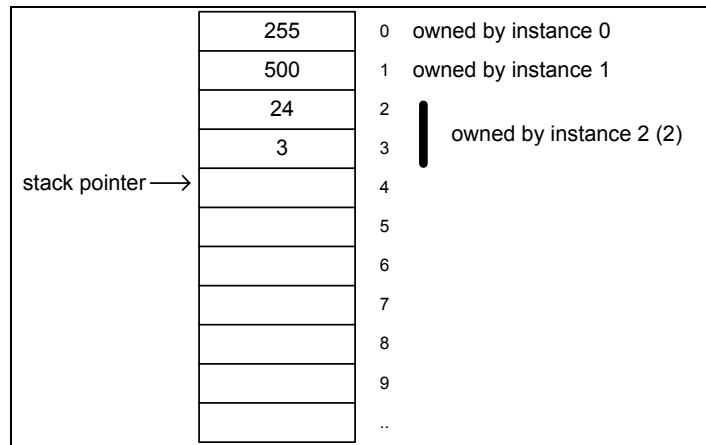 255 0 owned by instance 0
500 1 owned by instance 1
24 2
owned by instance 2 (2)
3 3
stack pointer 4
5
6
7
8
9
..